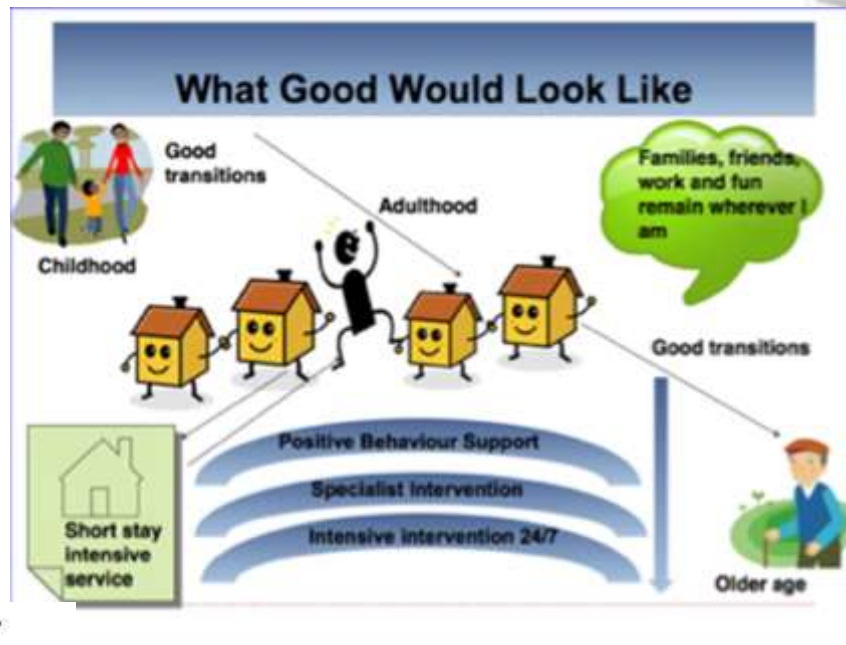 What Good Would Look Like
Good
transitions
Adulthood
Families, friends,
work and fun
remain wherever I
am
Childhood
Good transitions
Positive Behaviour Support
Specialist Intervention
Intensive intervention 24/7
Short stay
intensive
service
Older age